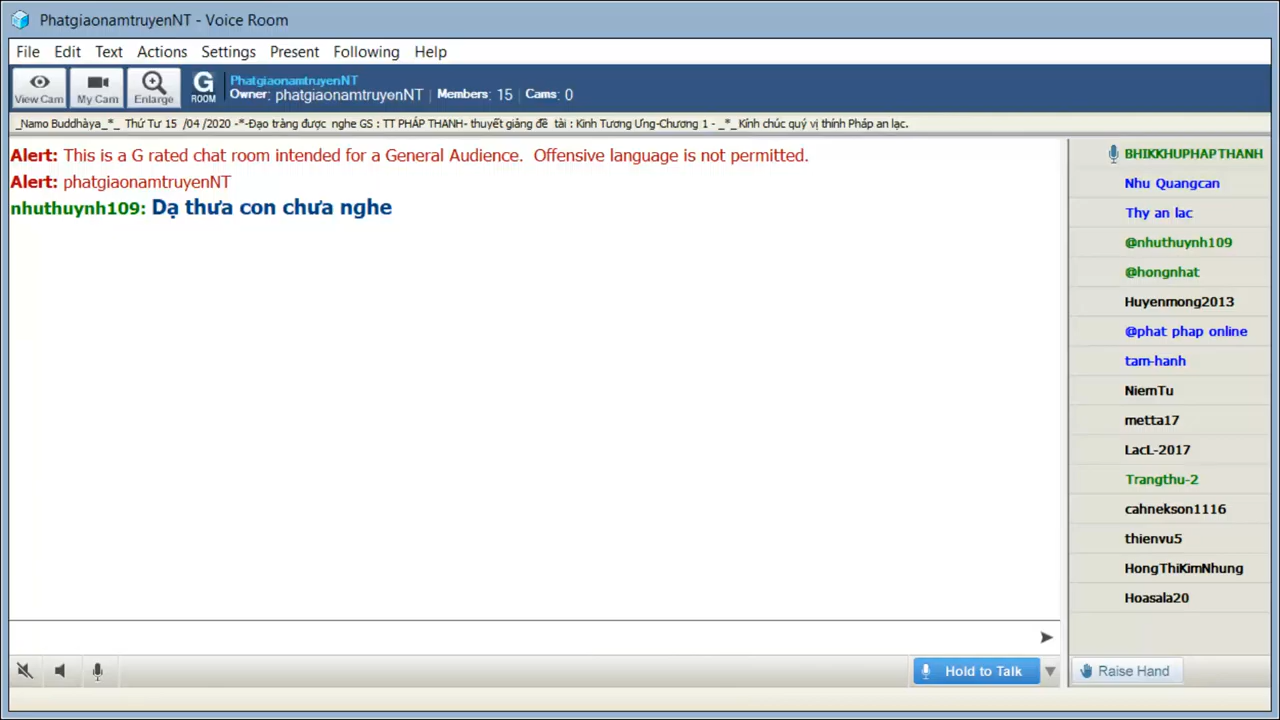 PhatgiaonamtruyenNT - Voice Room
File Edit Text Actions Settings Present Following Help
View Cam My Cam Enlarge G ROOM
PhatgiaonamtruyenNT
Owner: phatgiaonamtruyenNT | Members: 15 | Cams: 0
_Namo Buddhàya_*_ Thứ Tư 15 /04 /2020 -*-Đạo tràng được nghe GS : TT PHÁP THANH- thuyết giảng đề tài : Kinh Tương Ưng-Chương 1 - _*_ Kính chúc quý vị thính Pháp an lạc.
Alert: This is a G rated chat room intended for a General Audience. Offensive language is not permitted.
Alert: phatgiaonamtruyenNT
nhuthuynh109: Dạ thưa con chưa nghe
BHIKKHUPHAPTHANH
Nhu Quangcan
Thy an lac
@nhuthuynh109
@hongnhat
Huyenmong2013
@phat phap online
tam-hanh
NiemTu
metta17
LacL-2017
Trangthu-2
cahnekson1116
thienvu5
HongThiKimNhung
Hoasala20
Hold to Talk
Raise Hand